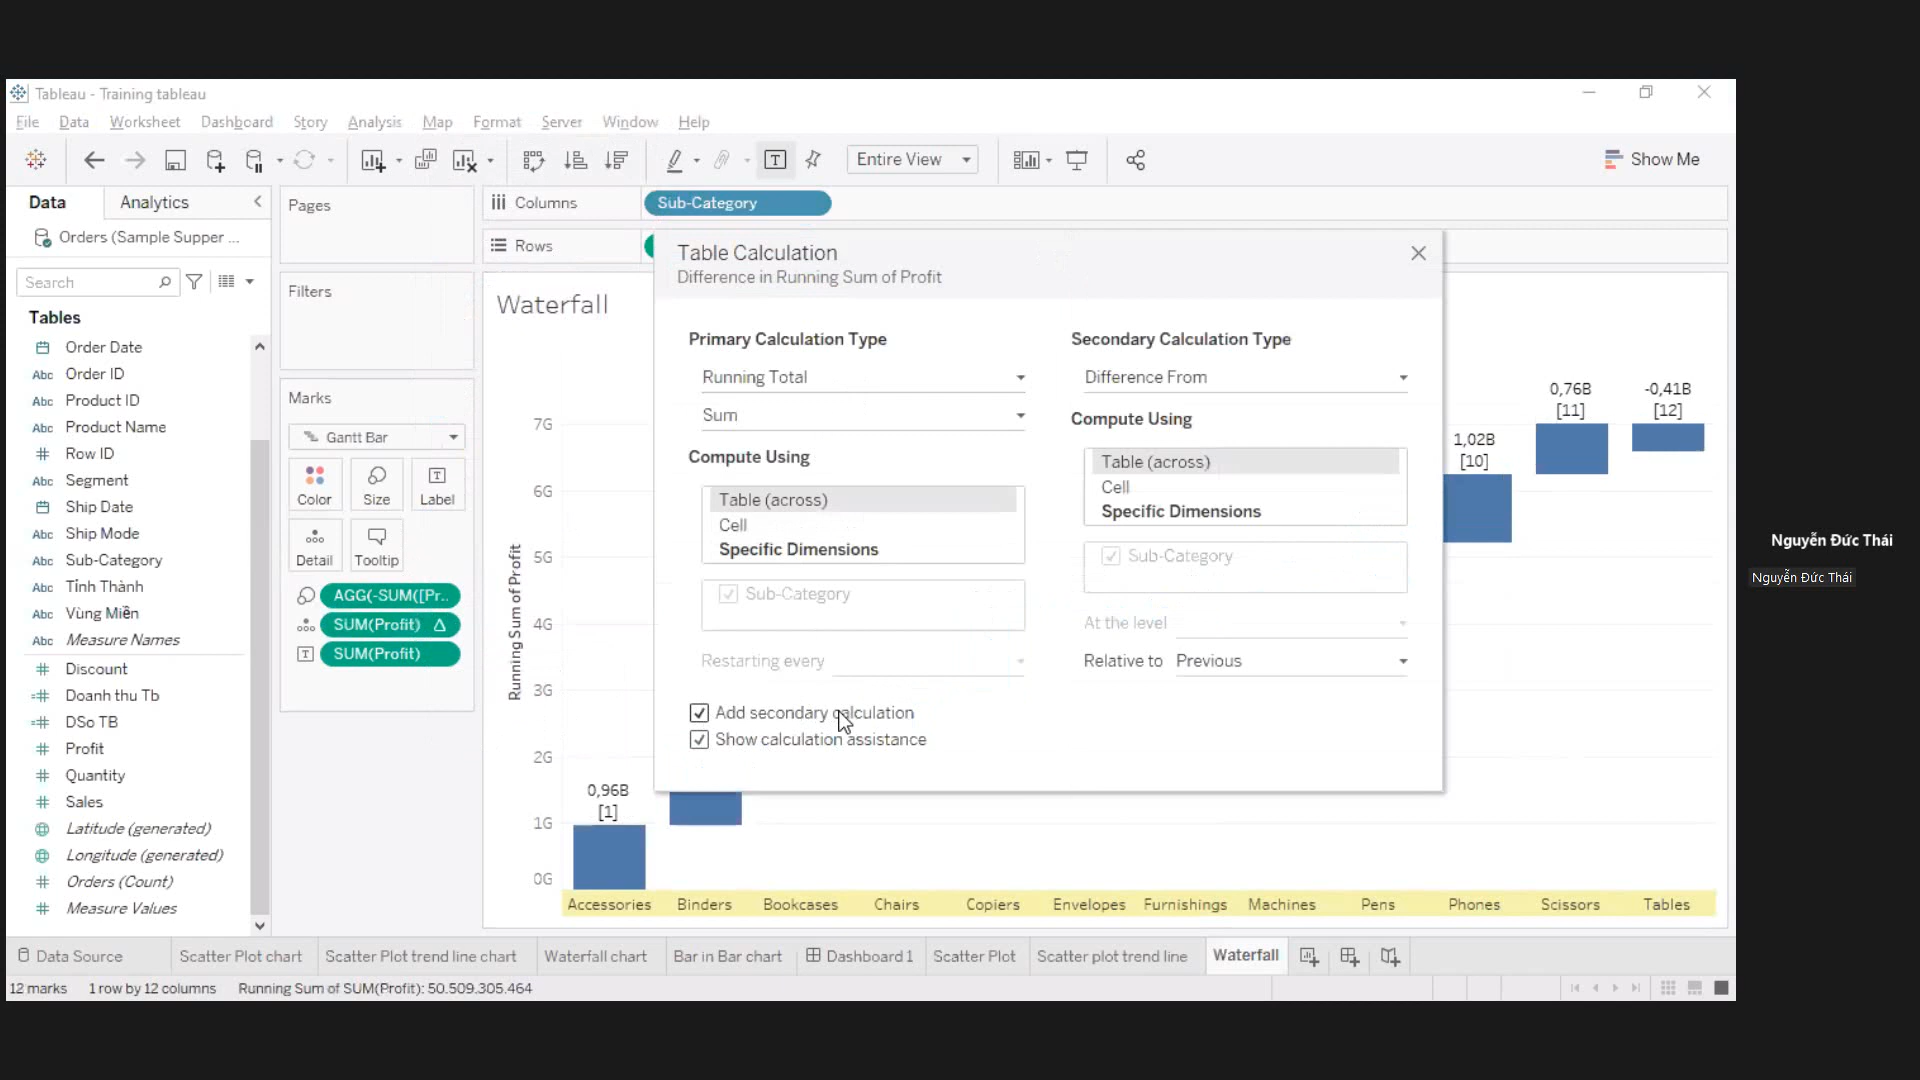 Tableau - Training tableau
File Data Worksheet Dashboard Story Analysis Map Format Server Window Help
Entire View
Show Me
Data Analytics
Pages
Columns Sub-Category
Orders (Sample Supper ...
Rows
Search
Filters
Tables
Order Date
Abc Order ID
Abc Product ID
Abc Product Name
Row ID
Abc Segment
Ship Date
Abc Ship Mode
Abc Sub-Category
Abc Tỉnh Thành
Abc Vùng Miền
Abc Measure Names
Discount
Doanh thu Tb
DSo TB
Profit
Quantity
Sales
Latitude (generated)
Longitude (generated)
Orders (Count)
Measure Values
Marks
Gantt Bar
Color Size Label
Detail Tooltip
AGG(-SUM([Pr..
SUM(Profit) Δ
SUM(Profit)
Waterfall
Running Sum of Profit
7G
6G
5G
4G
3G
2G
1G
0G
0,96B
[1]
1,02B
[10]
0,76B
[11]
-0,41B
[12]
Accessories Binders Bookcases Chairs Copiers Envelopes Furnishings Machines Pens Phones Scissors Tables
Table Calculation
Difference in Running Sum of Profit
Primary Calculation Type
Running Total
Sum
Compute Using
Table (across)
Cell
Specific Dimensions
Sub-Category
Restarting every
Add secondary calculation
Show calculation assistance
Secondary Calculation Type
Difference From
Compute Using
Table (across)
Cell
Specific Dimensions
Sub-Category
At the level
Relative to Previous
Data Source Scatter Plot chart Scatter Plot trend line chart Waterfall chart Bar in Bar chart Dashboard 1 Scatter Plot Scatter plot trend line Waterfall
12 marks 1 row by 12 columns Running Sum of SUM(Profit): 50.509.305.464
Nguyễn Đức Thái
Nguyễn Đức Thái